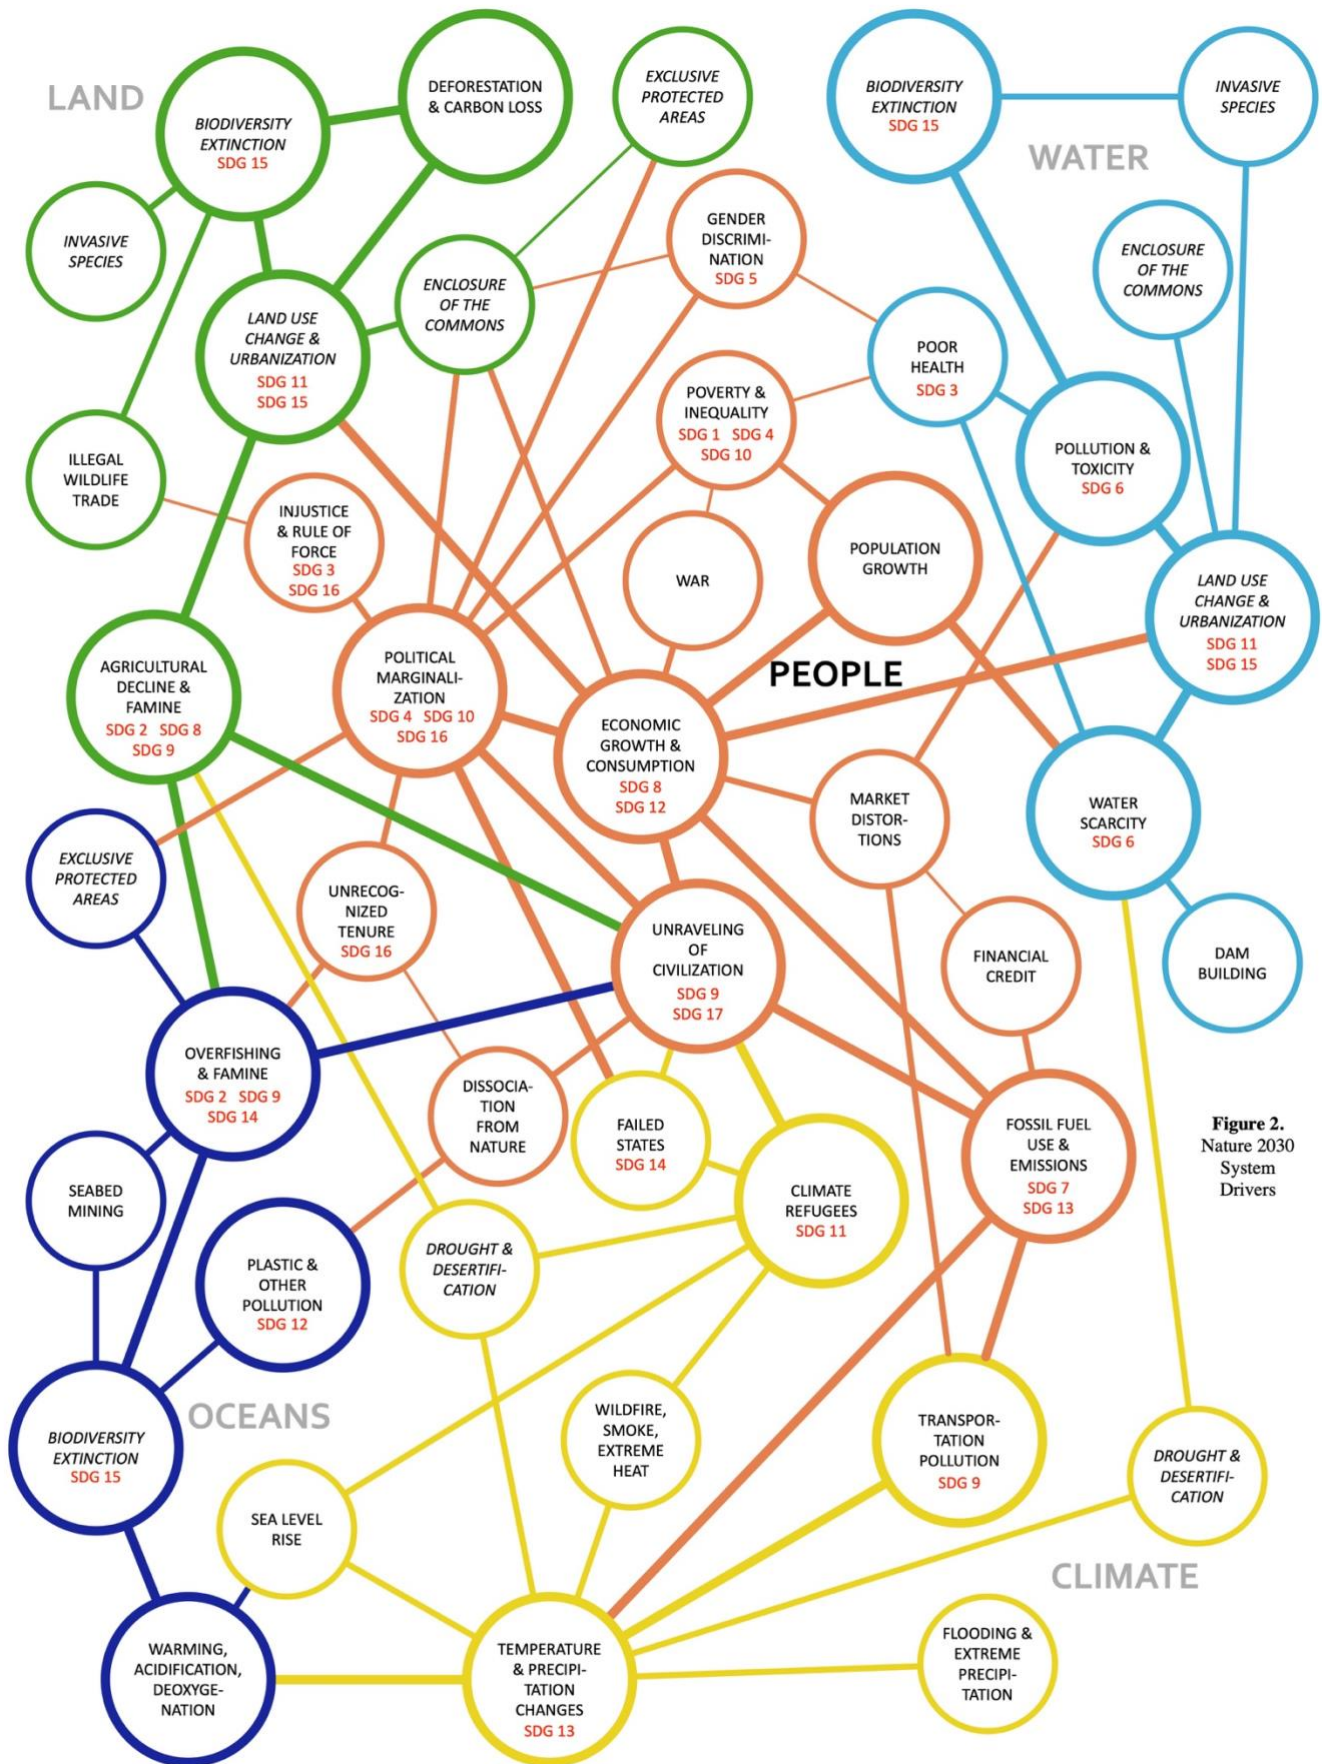 LAND
BIODIVERSITY
EXTINCTION
SDG 15
DEFORESTATION
& CARBON LOSS
EXCLUSIVE
PROTECTED
AREAS
BIODIVERSITY
EXTINCTION
SDG 15
INVASIVE
SPECIES
WATER
INVASIVE
SPECIES
GENDER
DISCRIMI-
NATION
SDG 5
ENCLOSURE
OF THE
COMMONS
ENCLOSURE
OF THE
COMMONS
LAND USE
CHANGE &
URBANIZATION
SDG 11
SDG 15
POOR
HEALTH
SDG 3
POVERTY &
INEQUALITY
SDG 1 SDG 4
SDG 10
POLLUTION &
TOXICITY
SDG 6
ILLEGAL
WILDLIFE
TRADE
INJUSTICE
& RULE OF
FORCE
SDG 3
SDG 16
WAR
POPULATION
GROWTH
LAND USE
CHANGE &
URBANIZATION
SDG 11
SDG 15
AGRICULTURAL
DECLINE &
FAMINE
SDG 2 SDG 8
SDG 9
POLITICAL
MARGINALI-
ZATION
SDG 4 SDG 10
SDG 16
PEOPLE
ECONOMIC
GROWTH &
CONSUMPTION
SDG 8
SDG 12
MARKET
DISTOR-
TIONS
WATER
SCARCITY
SDG 6
EXCLUSIVE
PROTECTED
AREAS
UNRECOG-
NIZED
TENURE
SDG 16
UNRAVELING
OF
CIVILIZATION
SDG 9
SDG 17
FINANCIAL
CREDIT
DAM
BUILDING
OVERFISHING
& FAMINE
SDG 2 SDG 9
SDG 14
DISSOCIA-
TION
FROM
NATURE
FAILED
STATES
SDG 14
FOSSIL FUEL
USE &
EMISSIONS
SDG 7
SDG 13
Figure 2.
Nature 2030
System
Drivers
SEABED
MINING
CLIMATE
REFUGEES
SDG 11
PLASTIC &
OTHER
POLLUTION
SDG 12
DROUGHT &
DESERTIFI-
CATION
OCEANS
BIODIVERSITY
EXTINCTION
SDG 15
WILDFIRE,
SMOKE,
EXTREME
HEAT
TRANSPOR-
TATION
POLLUTION
SDG 9
DROUGHT &
DESERTIFI-
CATION
SEA LEVEL
RISE
CLIMATE
WARMING,
ACIDIFICATION,
DEOXYGE-
NATION
TEMPERATURE
& PRECIPI-
TATION
CHANGES
SDG 13
FLOODING &
EXTREME
PRECIPI-
TATION